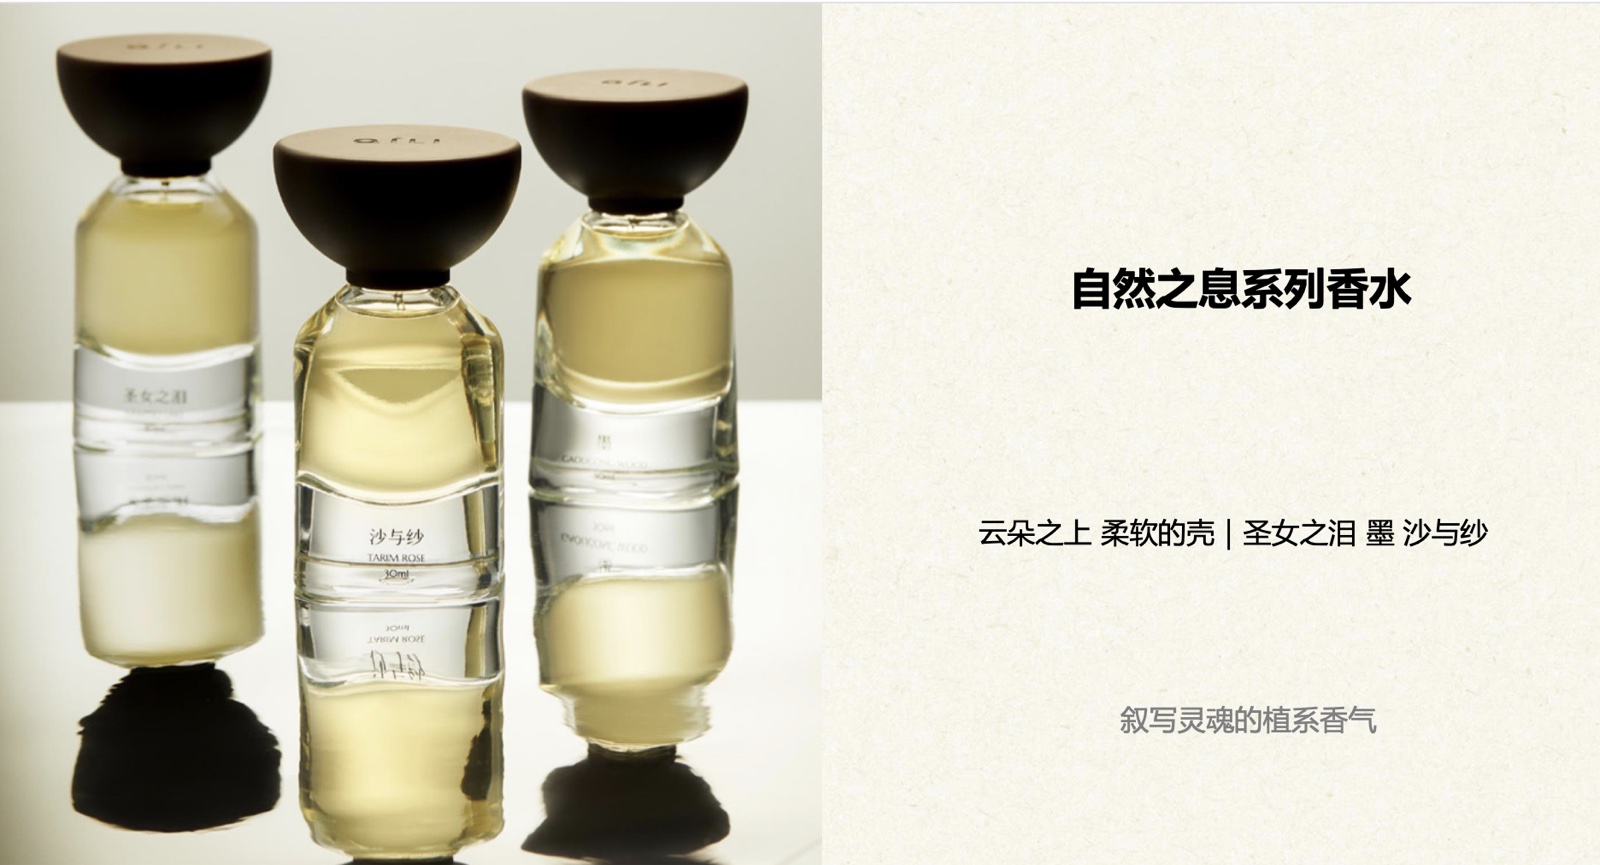 圣女之泪
沙与纱
TARIM ROSE
30ml
墨
自然之息系列香水
云朵之上 柔软的壳 | 圣女之泪 墨 沙与纱
叙写灵魂的植系香气